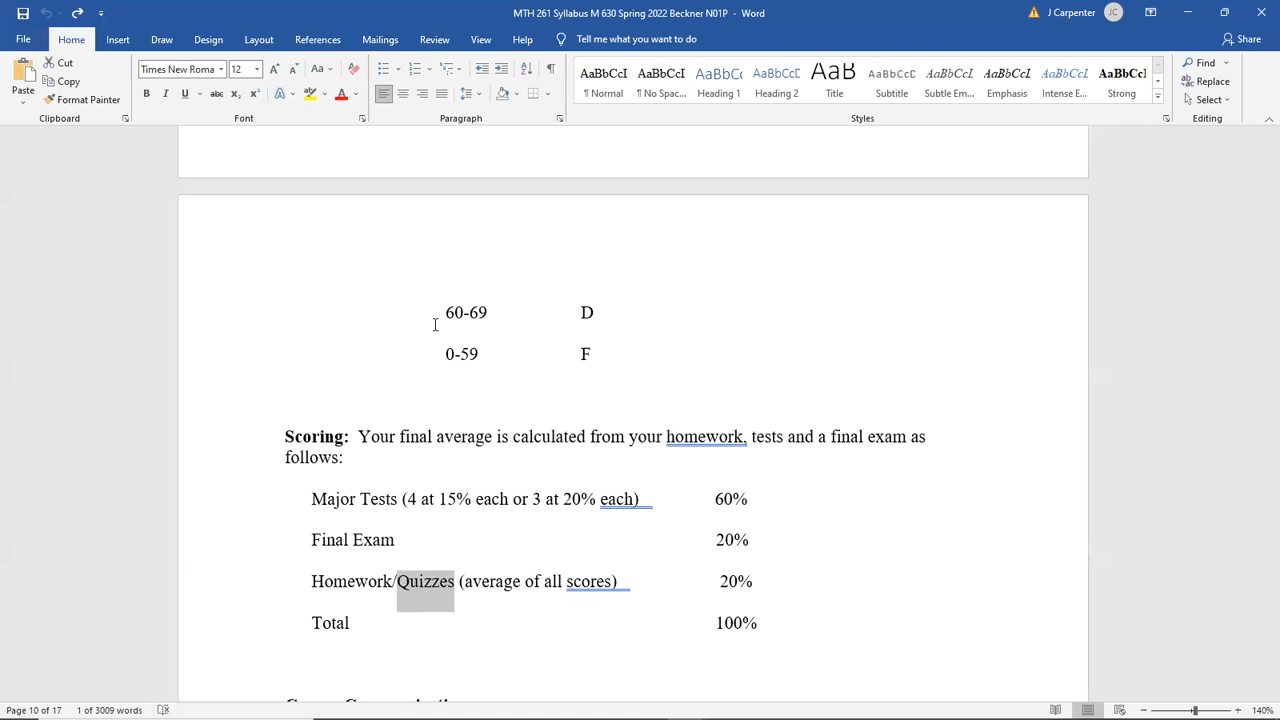 MTH 261 Syllabus M 630 Spring 2022 Beckner N01P - Word
J Carpenter JC
File Home Insert Draw Design Layout References Mailings Review View Help Tell me what you want to do Share
Paste Cut Copy Format Painter
Clipboard
Times New Roma 12 Aa
B I U abc x2 x2 A A
Font
Paragraph
AaBbCcI AaBbCcI AaBbCcI AaBbCcD AaBbC AaBbCcD AaBbCcI AaBbCcI AaBbCcI AaBbCc:
¶ Normal ¶ No Spac... Heading 1 Heading 2 Title Subtitle Subtle Em... Emphasis Intense E... Strong
Styles
Find
Replace
Select
Editing
60-69 D
0-59 F
Scoring: Your final average is calculated from your homework, tests and a final exam as
follows:
Major Tests (4 at 15% each or 3 at 20% each) 60%
Final Exam 20%
Homework/Quizzes (average of all scores) 20%
Total 100%
Page 10 of 17 1 of 3009 words 140%